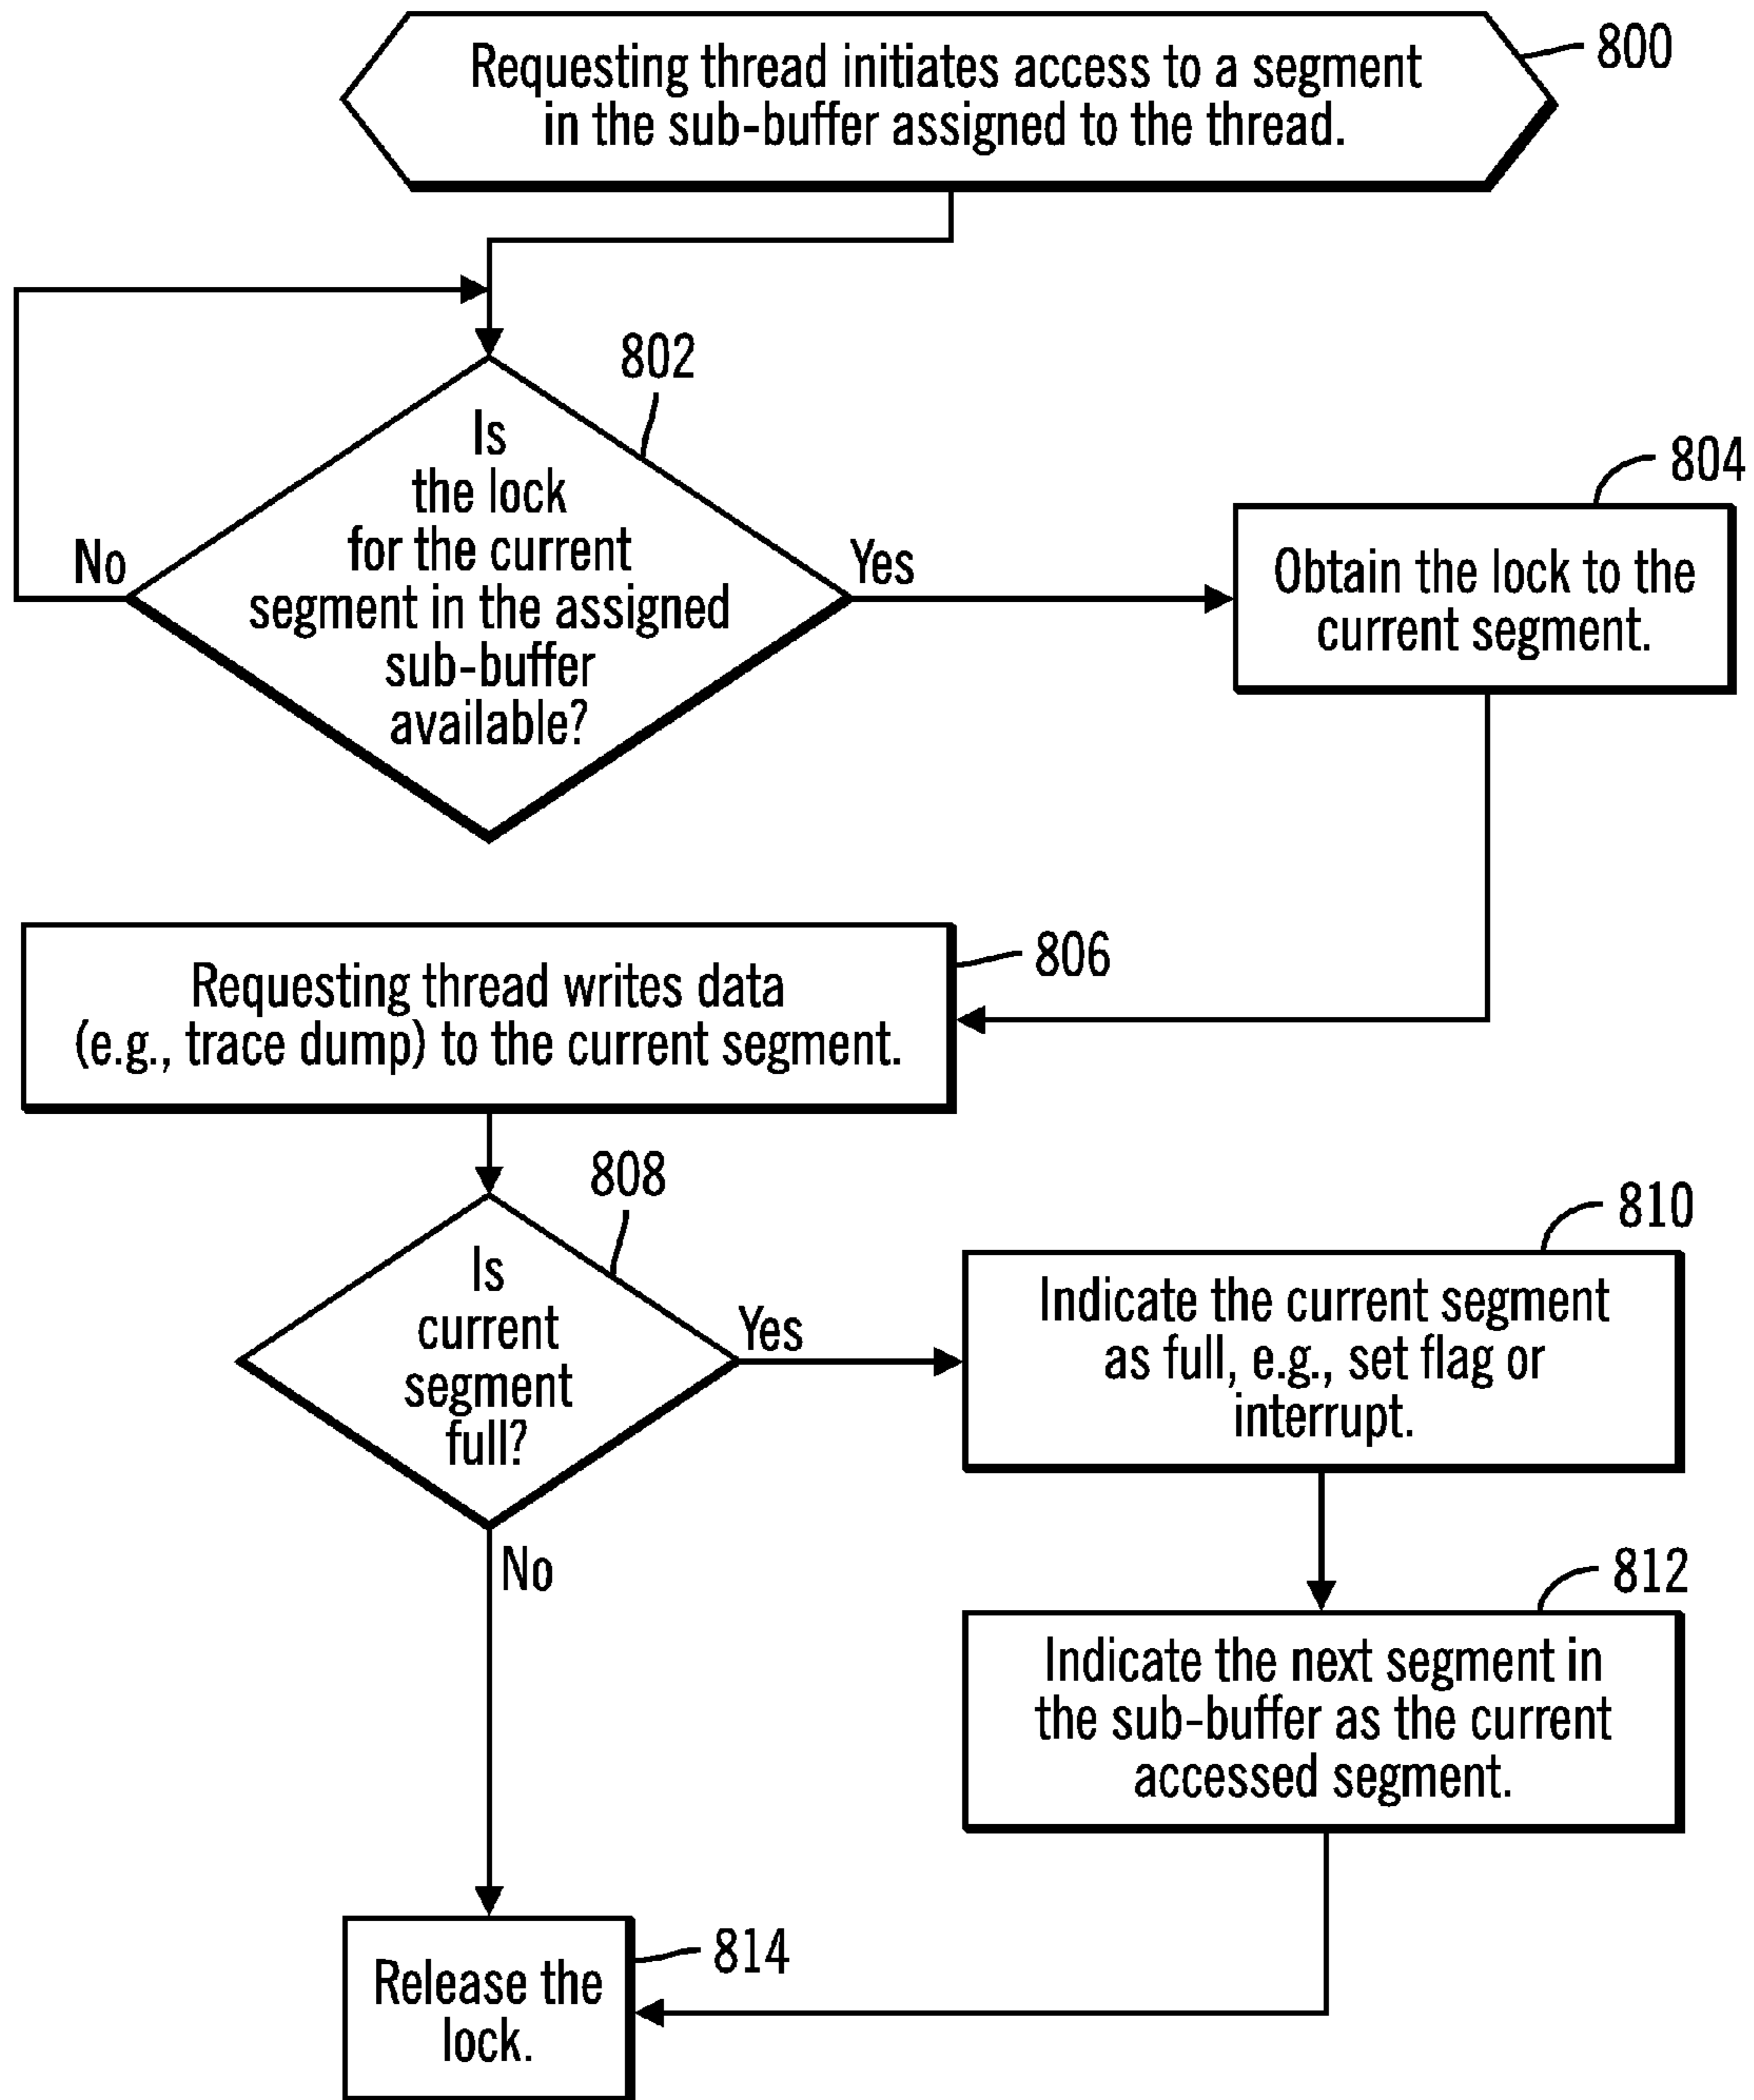 800
Requesting thread initiates access to a segment
in the sub-buffer assigned to the thread.
802
Is
the lock
for the current
segment in the assigned
sub-buffer
available?
No
Yes
804
Obtain the lock to the
current segment.
806
Requesting thread writes data
(e.g., trace dump) to the current segment.
808
Is
current
segment
full?
Yes
No
810
Indicate the current segment
as full, e.g., set flag or
interrupt.
812
Indicate the next segment in
the sub-buffer as the current
accessed segment.
814
Release the
lock.